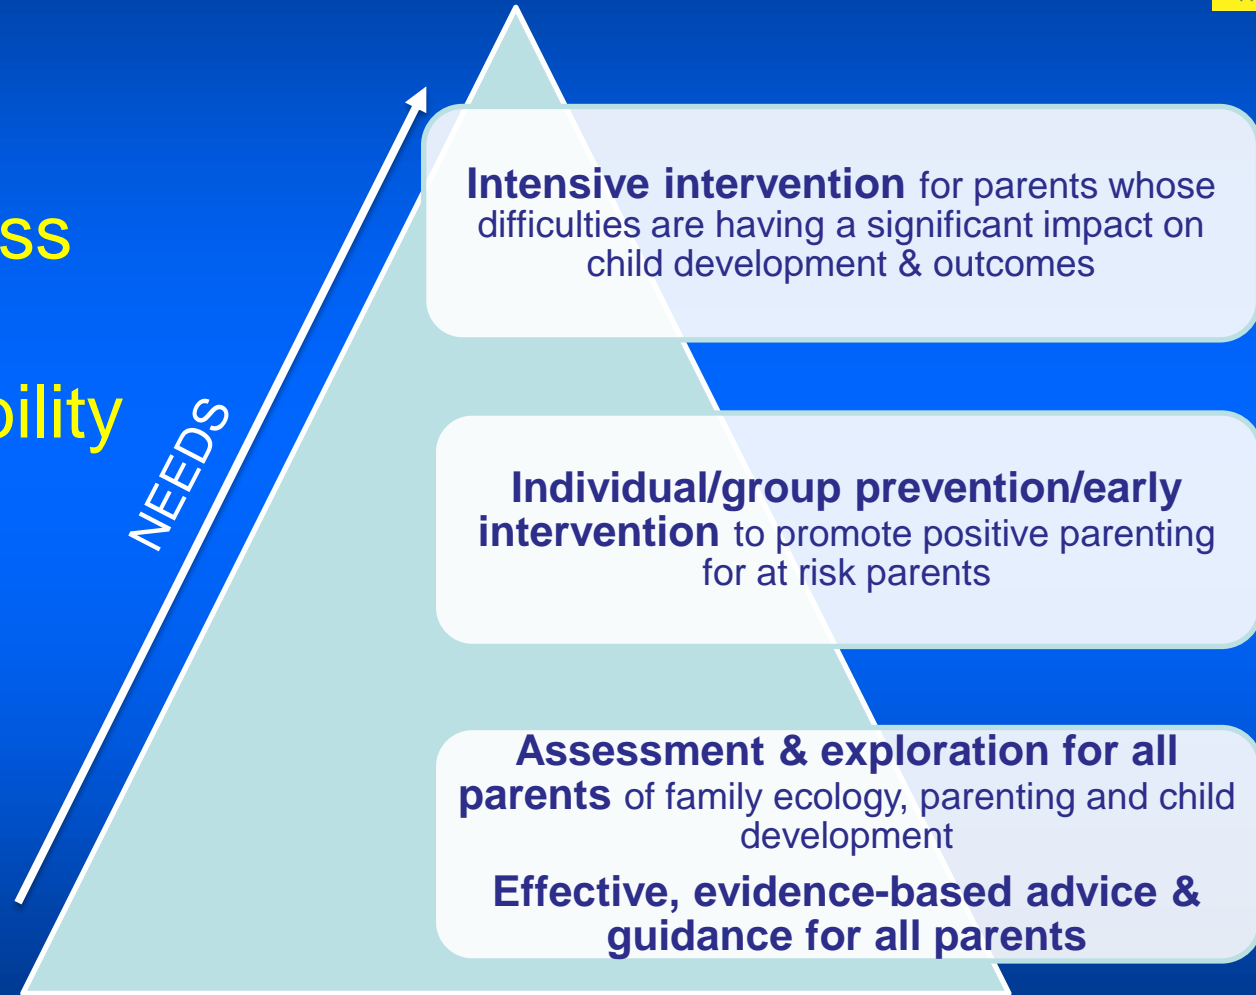 ss
bility
NEEDS
Intensive intervention for parents whose
difficulties are having a significant impact on
child development & outcomes
Individual/group prevention/early
intervention to promote positive parenting
for at risk parents
Assessment & exploration for all
parents of family ecology, parenting and child
development
Effective, evidence-based advice &
guidance for all parents